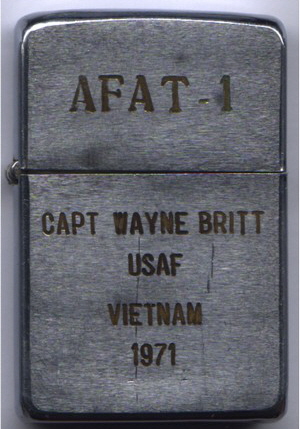 AFAT-1
CAPT WAYNE BRITT
USAF
VIETNAM
1971